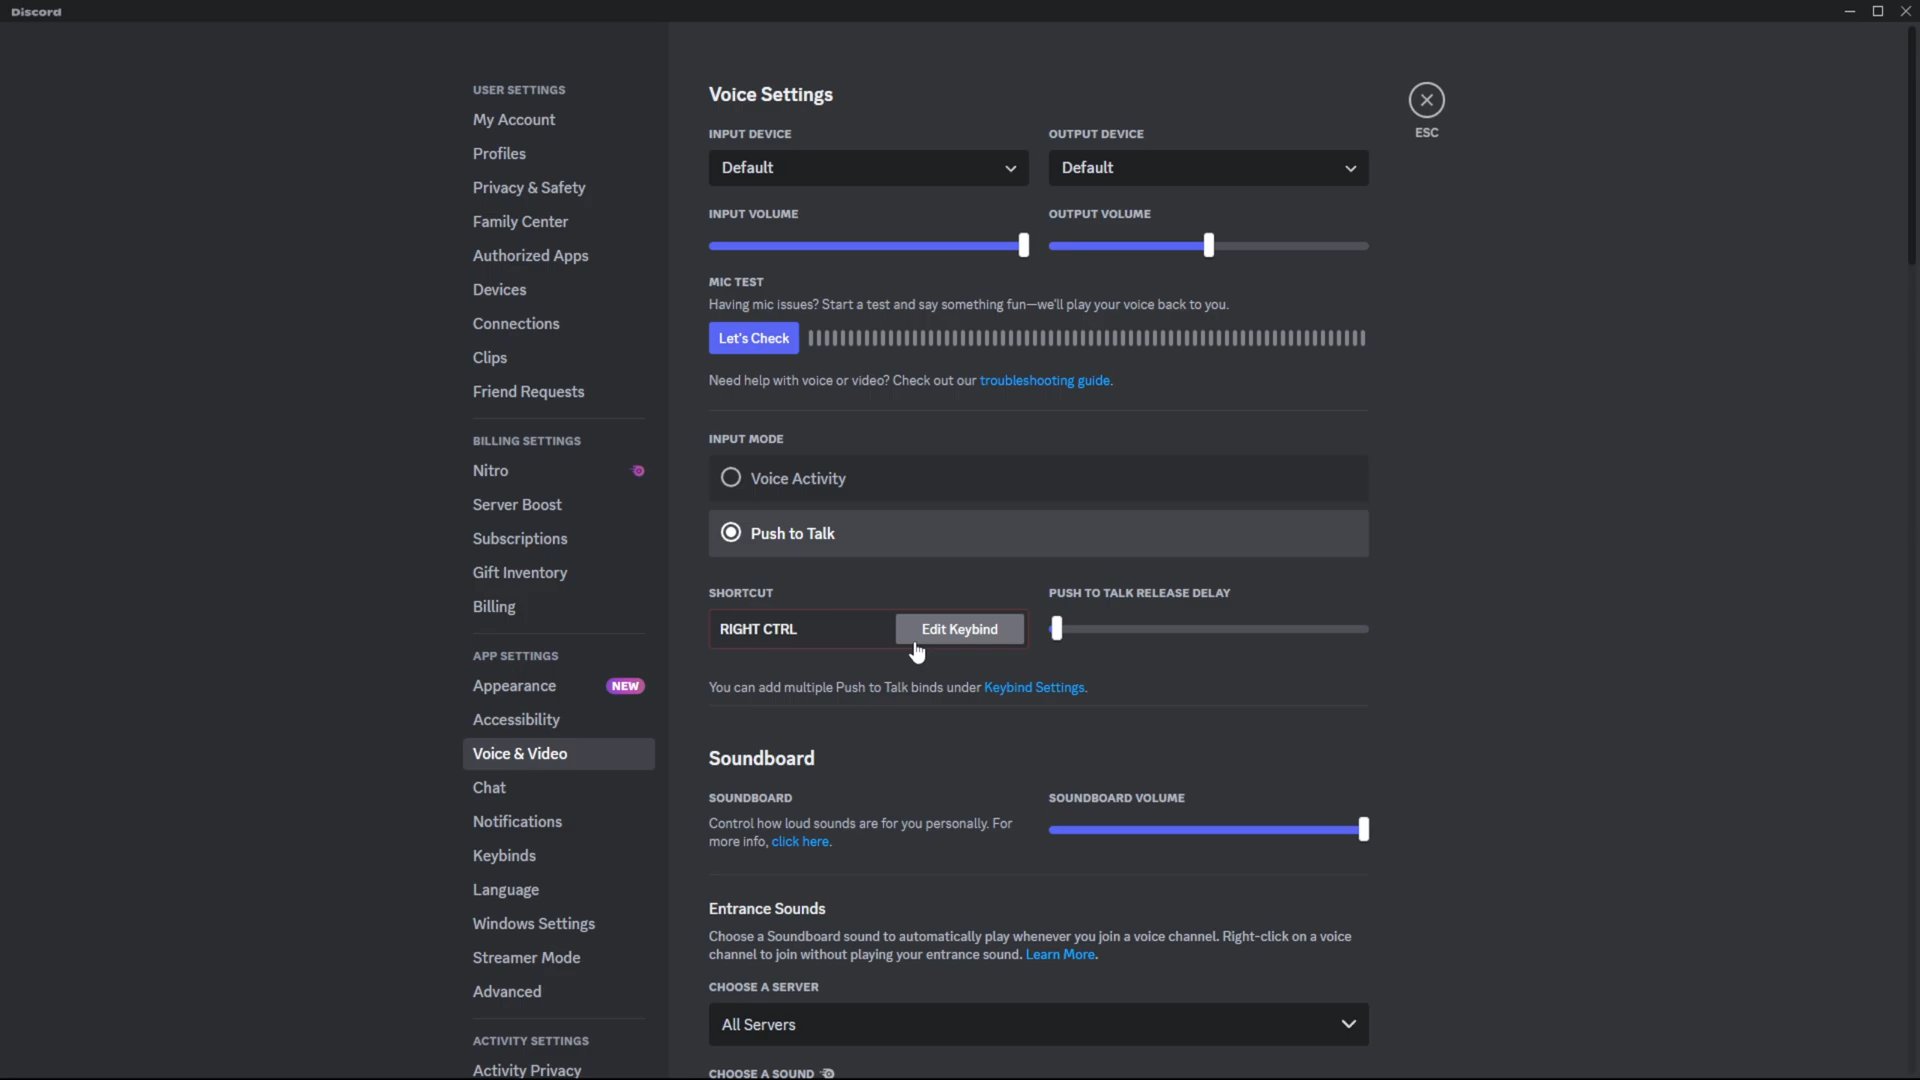 Discord
USER SETTINGS
My Account
Profiles
Privacy & Safety
Family Center
Authorized Apps
Devices
Connections
Clips
Friend Requests
BILLING SETTINGS
Nitro
Server Boost
Subscriptions
Gift Inventory
Billing
APP SETTINGS
Appearance NEW
Accessibility
Voice & Video
Chat
Notifications
Keybinds
Language
Windows Settings
Streamer Mode
Advanced
ACTIVITY SETTINGS
Activity Privacy
Voice Settings
INPUT DEVICE OUTPUT DEVICE
Default Default
INPUT VOLUME OUTPUT VOLUME
MIC TEST
Having mic issues? Start a test and say something fun—we'll play your voice back to you.
Let's Check
Need help with voice or video? Check out our troubleshooting guide.
INPUT MODE
Voice Activity
Push to Talk
SHORTCUT PUSH TO TALK RELEASE DELAY
RIGHT CTRL Edit Keybind
You can add multiple Push to Talk binds under Keybind Settings.
Soundboard
SOUNDBOARD SOUNDBOARD VOLUME
Control how loud sounds are for you personally. For
more info, click here.
Entrance Sounds
Choose a Soundboard sound to automatically play whenever you join a voice channel. Right-click on a voice
channel to join without playing your entrance sound. Learn More.
CHOOSE A SERVER
All Servers
CHOOSE A SOUND
ESC